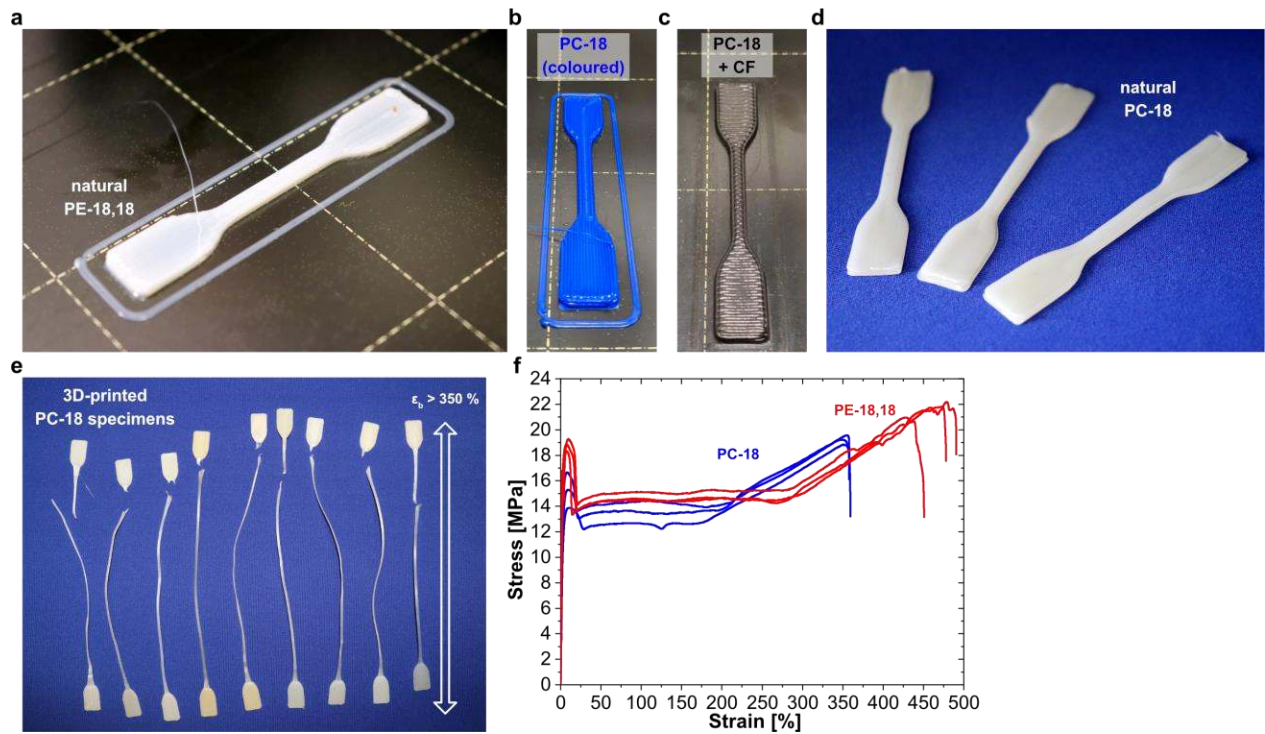 a
natural
PE-18,18
b
PC-18
(coloured)
c
PC-18
+ CF
d
natural
PC-18
e
3D-printed
PC-18 specimens
ε_b > 350 %
f
Stress [MPa]
24
22
20
18
16
14
12
10
8
6
4
2
0
PC-18
PE-18,18
0
50
100
150
200
250
300
350
400
450
500
Strain [%]